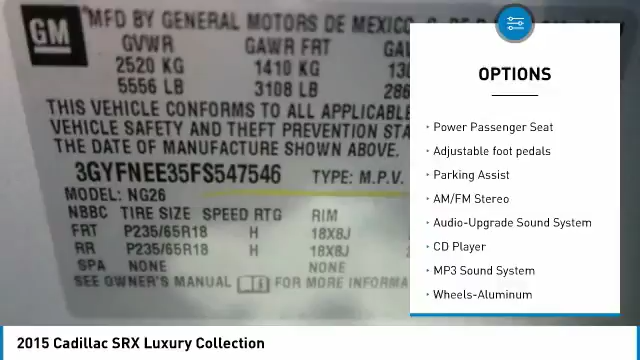 GM
MFD BY GENERAL MOTORS DE MEXICO
GVWR GAWR FRT
2520 KG 1410 KG
5556 LB 3108 LB 286
THIS VEHICLE CONFORMS TO ALL APPLICABLE
VEHICLE SAFETY AND THEFT PREVENTION STA
THE DATE OF MANUFACTURE SHOWN ABOVE.
3GYFNEE35FS547546 TYPE: M.P.V.
MODEL: NG26
NBBC TIRE SIZE SPEED RTG RIM
FRT P235/65R18 H 18X8J
RR P235/65R18 H 18X8J
SPA NONE NONE
SEE OWNER'S MANUAL FOR MORE INFORMA
OPTIONS
· Power Passenger Seat
· Adjustable foot pedals
· Parking Assist
· AM/FM Stereo
· Audio-Upgrade Sound System
· CD Player
· MP3 Sound System
· Wheels-Aluminum
2015 Cadillac SRX Luxury Collection